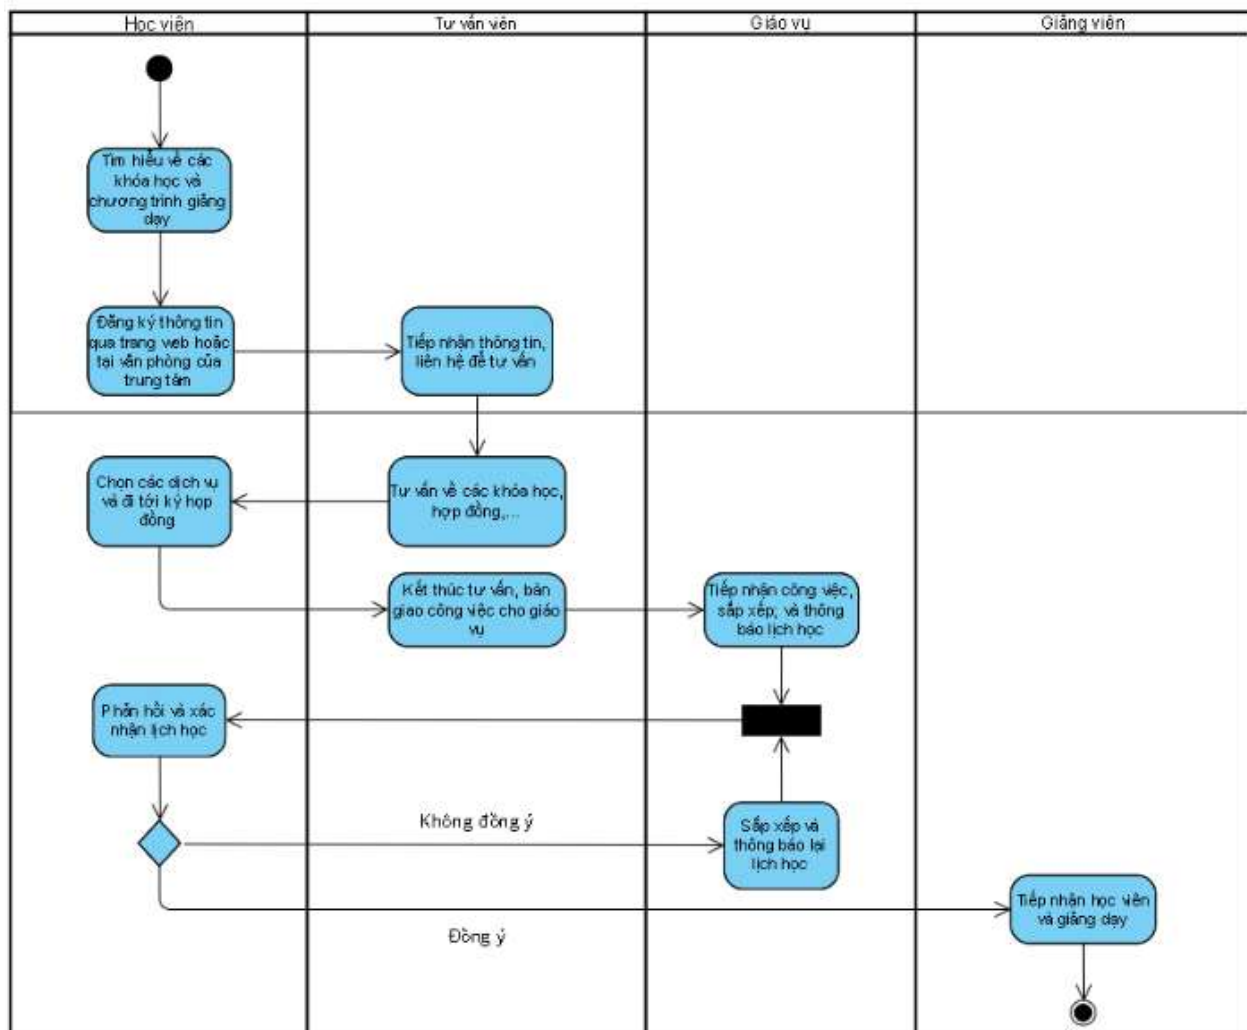 Học viên
Tư vấn viên
Giáo vụ
Giảng viên
Tìm hiểu về các
khóa học và
chương trình giảng
dạy
Đăng ký thông tin
qua trang web hoặc
tại văn phòng của
trung tâm
Tiếp nhận thông tin,
liên hệ để tư vấn
Chọn các dịch vụ
và đi tới ký hợp
đồng
Tư vấn về các khóa học,
hợp đồng,...
Kết thúc tư vấn, bàn
giao công việc cho giáo
vụ
Tiếp nhận công việc,
sắp xếp, và thông
báo lịch học
Phản hồi và xác
nhận lịch học
Không đồng ý
Sắp xếp và
thông báo lại
lịch học
Tiếp nhận học viên
và giảng dạy
Đồng ý